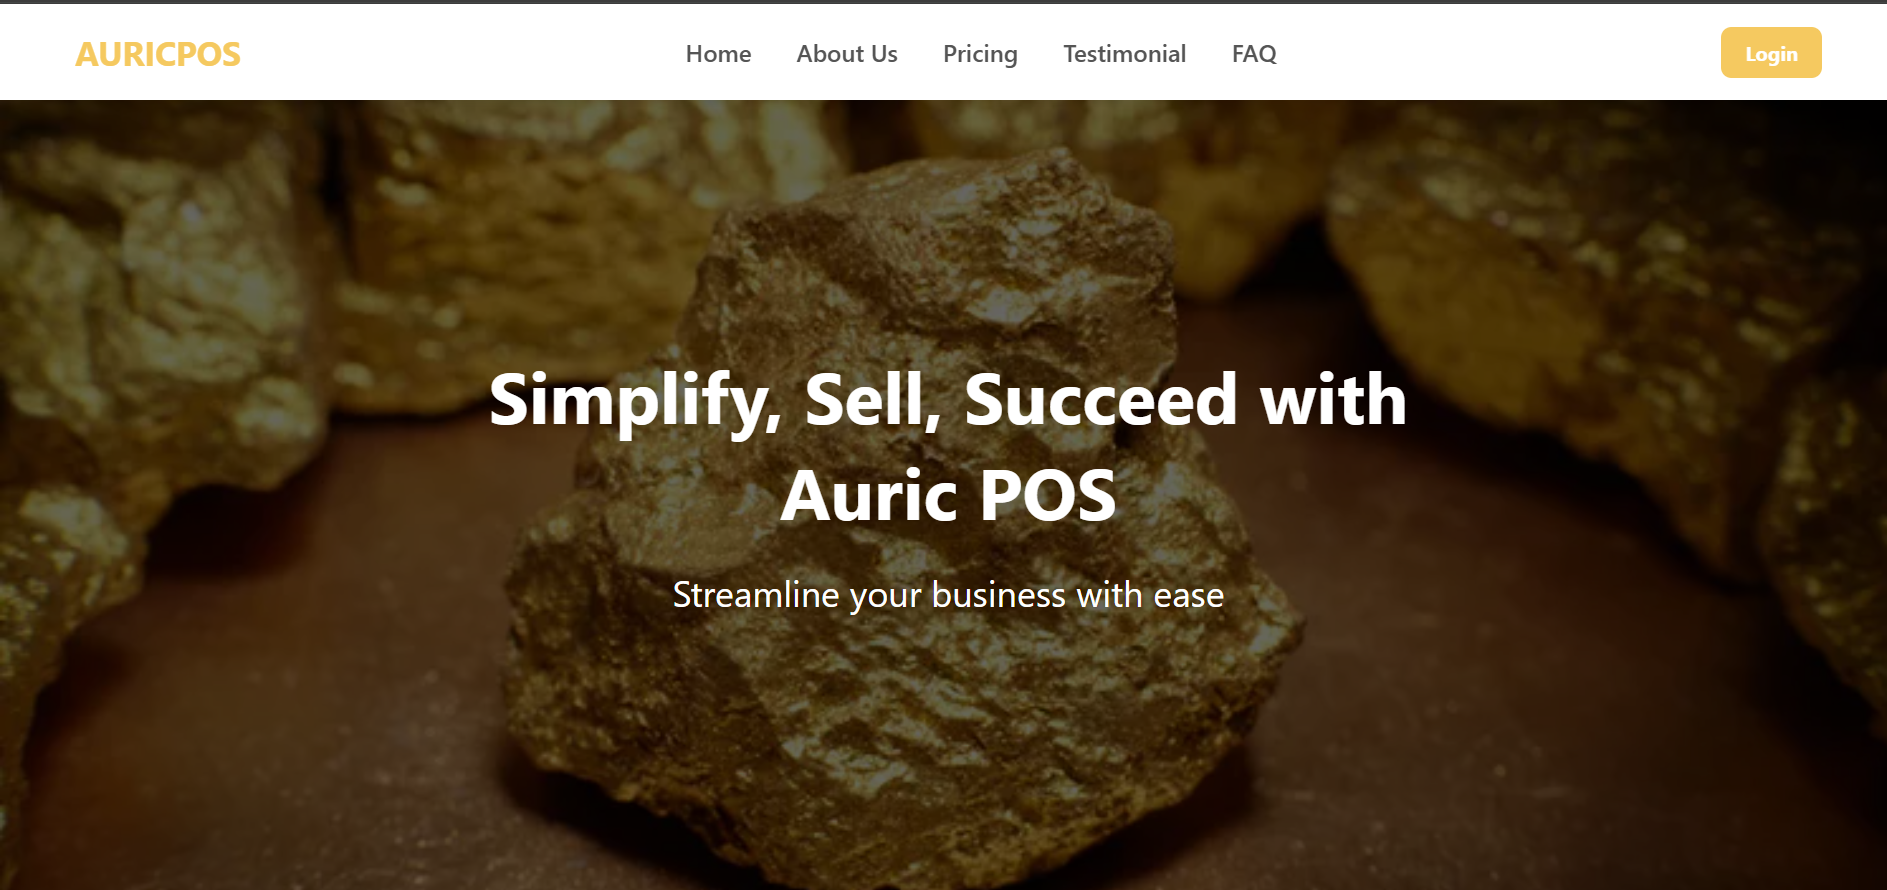 AURICPOS
Home
About Us
Pricing
Testimonial
FAQ
Login
Simplify, Sell, Succeed with
Auric POS
Streamline your business with ease